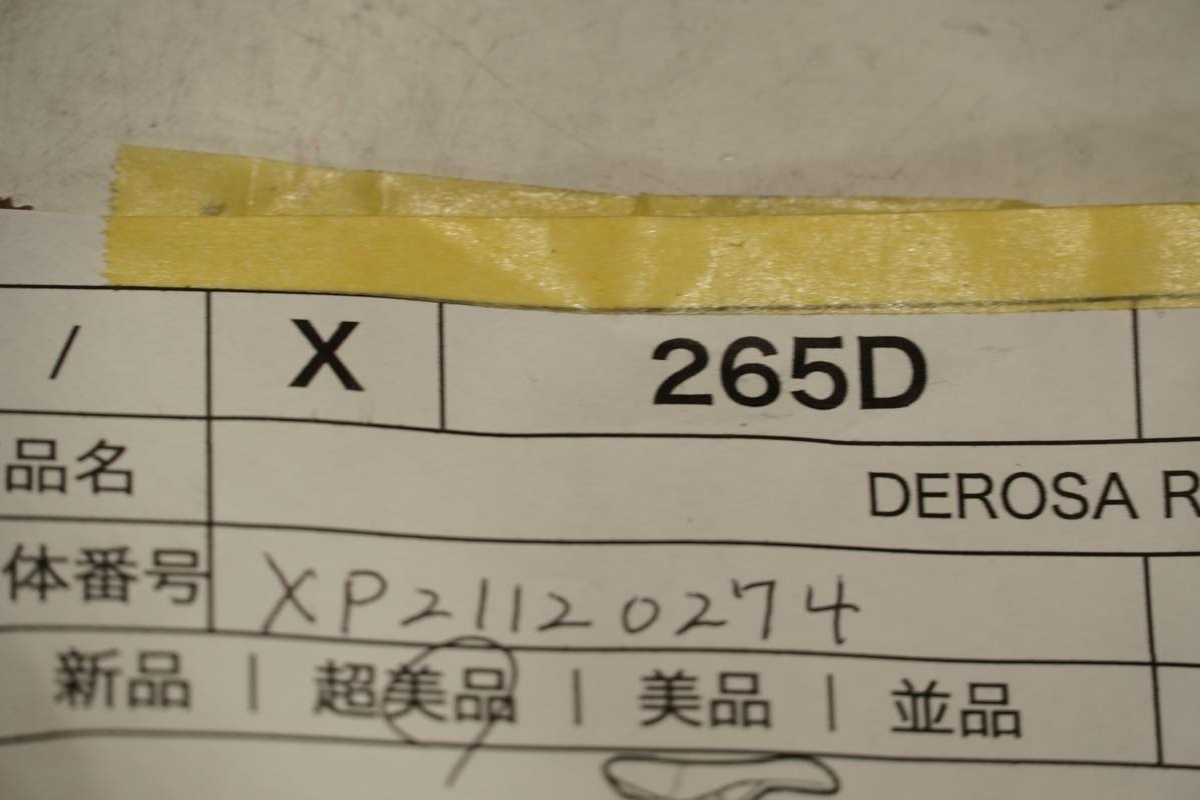 / X 265D
品名 DEROSA R
体番号 XP21120274
新品 | 超美品 | 美品 | 並品